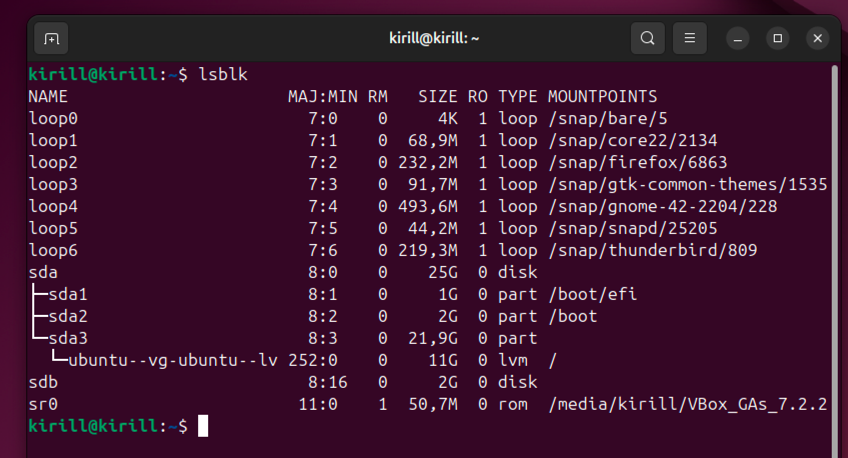 kirill@kirill: ~
kirill@kirill:~$ lsblk
NAME                      MAJ:MIN RM   SIZE RO TYPE MOUNTPOINTS
loop0                       7:0    0     4K  1 loop /snap/bare/5
loop1                       7:1    0  68,9M  1 loop /snap/core22/2134
loop2                       7:2    0 232,2M  1 loop /snap/firefox/6863
loop3                       7:3    0  91,7M  1 loop /snap/gtk-common-themes/1535
loop4                       7:4    0 493,6M  1 loop /snap/gnome-42-2204/228
loop5                       7:5    0  44,2M  1 loop /snap/snapd/25205
loop6                       7:6    0 219,3M  1 loop /snap/thunderbird/809
sda                         8:0    0    25G  0 disk
├─sda1                      8:1    0     1G  0 part /boot/efi
├─sda2                      8:2    0     2G  0 part /boot
└─sda3                      8:3    0  21,9G  0 part
  └─ubuntu--vg-ubuntu--lv 252:0    0    11G  0 lvm  /
sdb                         8:16   0     2G  0 disk
sr0                        11:0    1  50,7M  0 rom  /media/kirill/VBox_GAs_7.2.2
kirill@kirill:~$